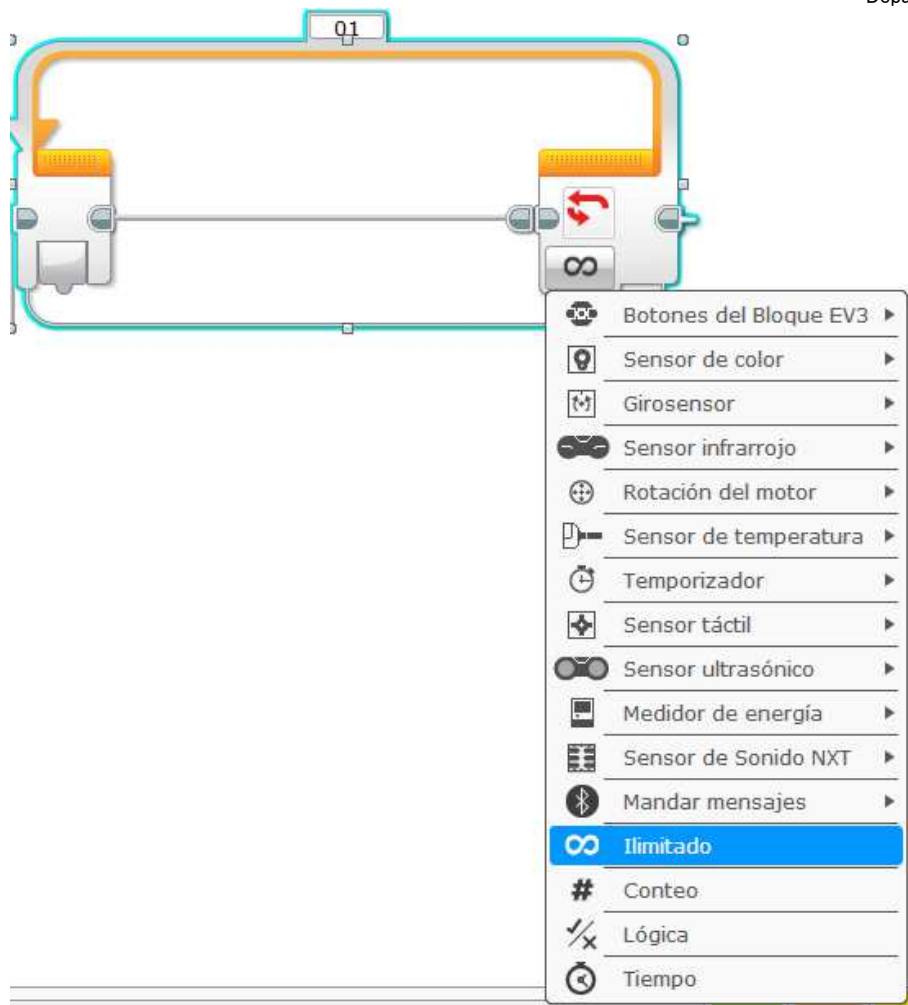 Depa
01
Botones del Bloque EV3
Sensor de color
Girosensor
Sensor infrarrojo
Rotación del motor
Sensor de temperatura
Temporizador
Sensor táctil
Sensor ultrasónico
Medidor de energía
Sensor de Sonido NXT
Mandar mensajes
Ilimitado
# Conteo
Lógica
Tiempo